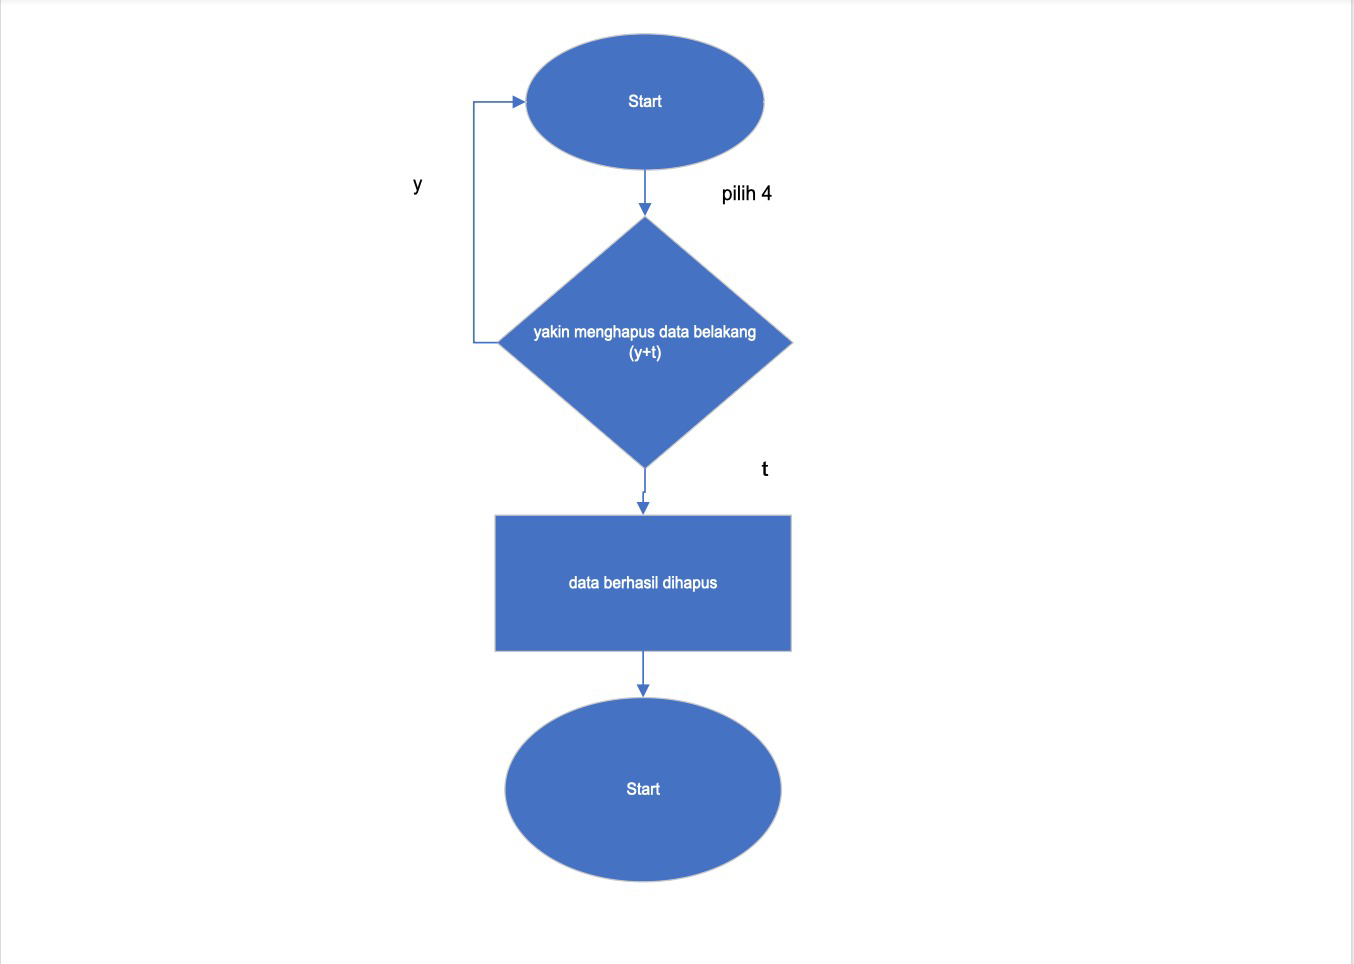 Start
y
pilih 4
yakin menghapus data belakang
(y+t)
t
data berhasil dihapus
Start